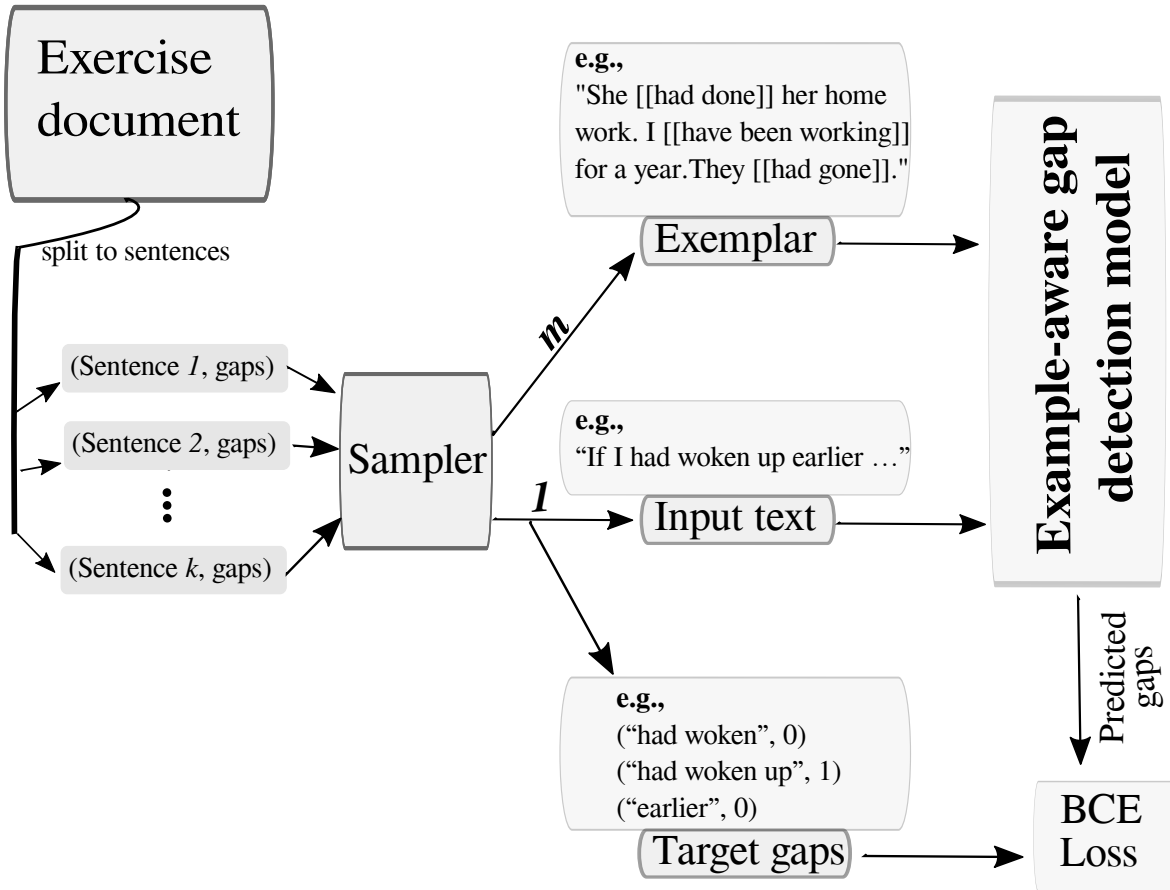 Exercise
document
split to sentences
(Sentence 1, gaps)
(Sentence 2, gaps)
(Sentence k, gaps)
Sampler
m
1
e.g.,
"She [[had done]] her home
work. I [[have been working]]
for a year.They [[had gone]]."
Exemplar
e.g.,
“If I had woken up earlier …”
Input text
e.g.,
(“had woken”, 0)
(“had woken up”, 1)
(“earlier”, 0)
Target gaps
Example-aware gap
detection model
Predicted
gaps
BCE
Loss